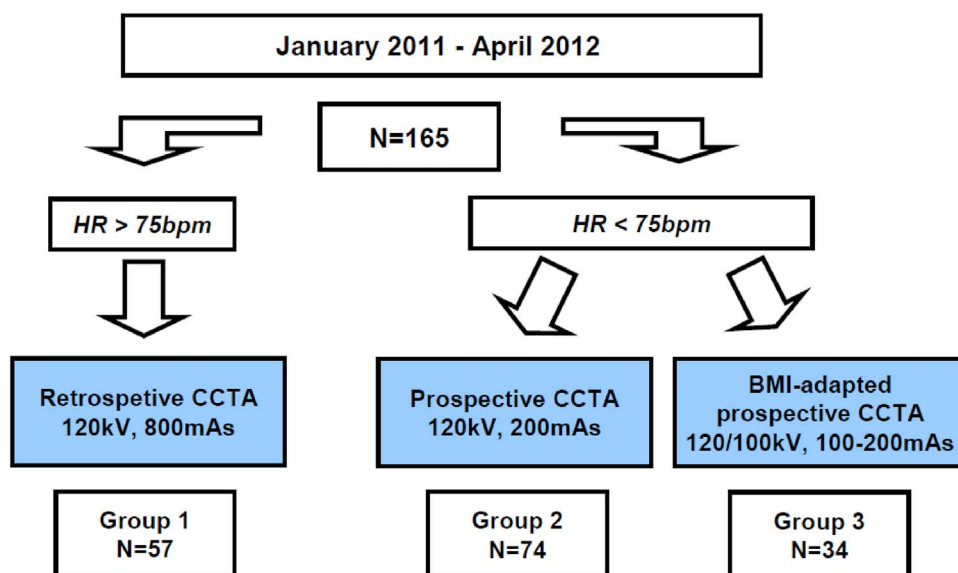 January 2011 - April 2012
N=165
HR > 75bpm
HR < 75bpm
Retrospetive CCTA
120kV, 800mAs
Prospective CCTA
120kV, 200mAs
BMI-adapted
prospective CCTA
120/100kV, 100-200mAs
Group 1
N=57
Group 2
N=74
Group 3
N=34